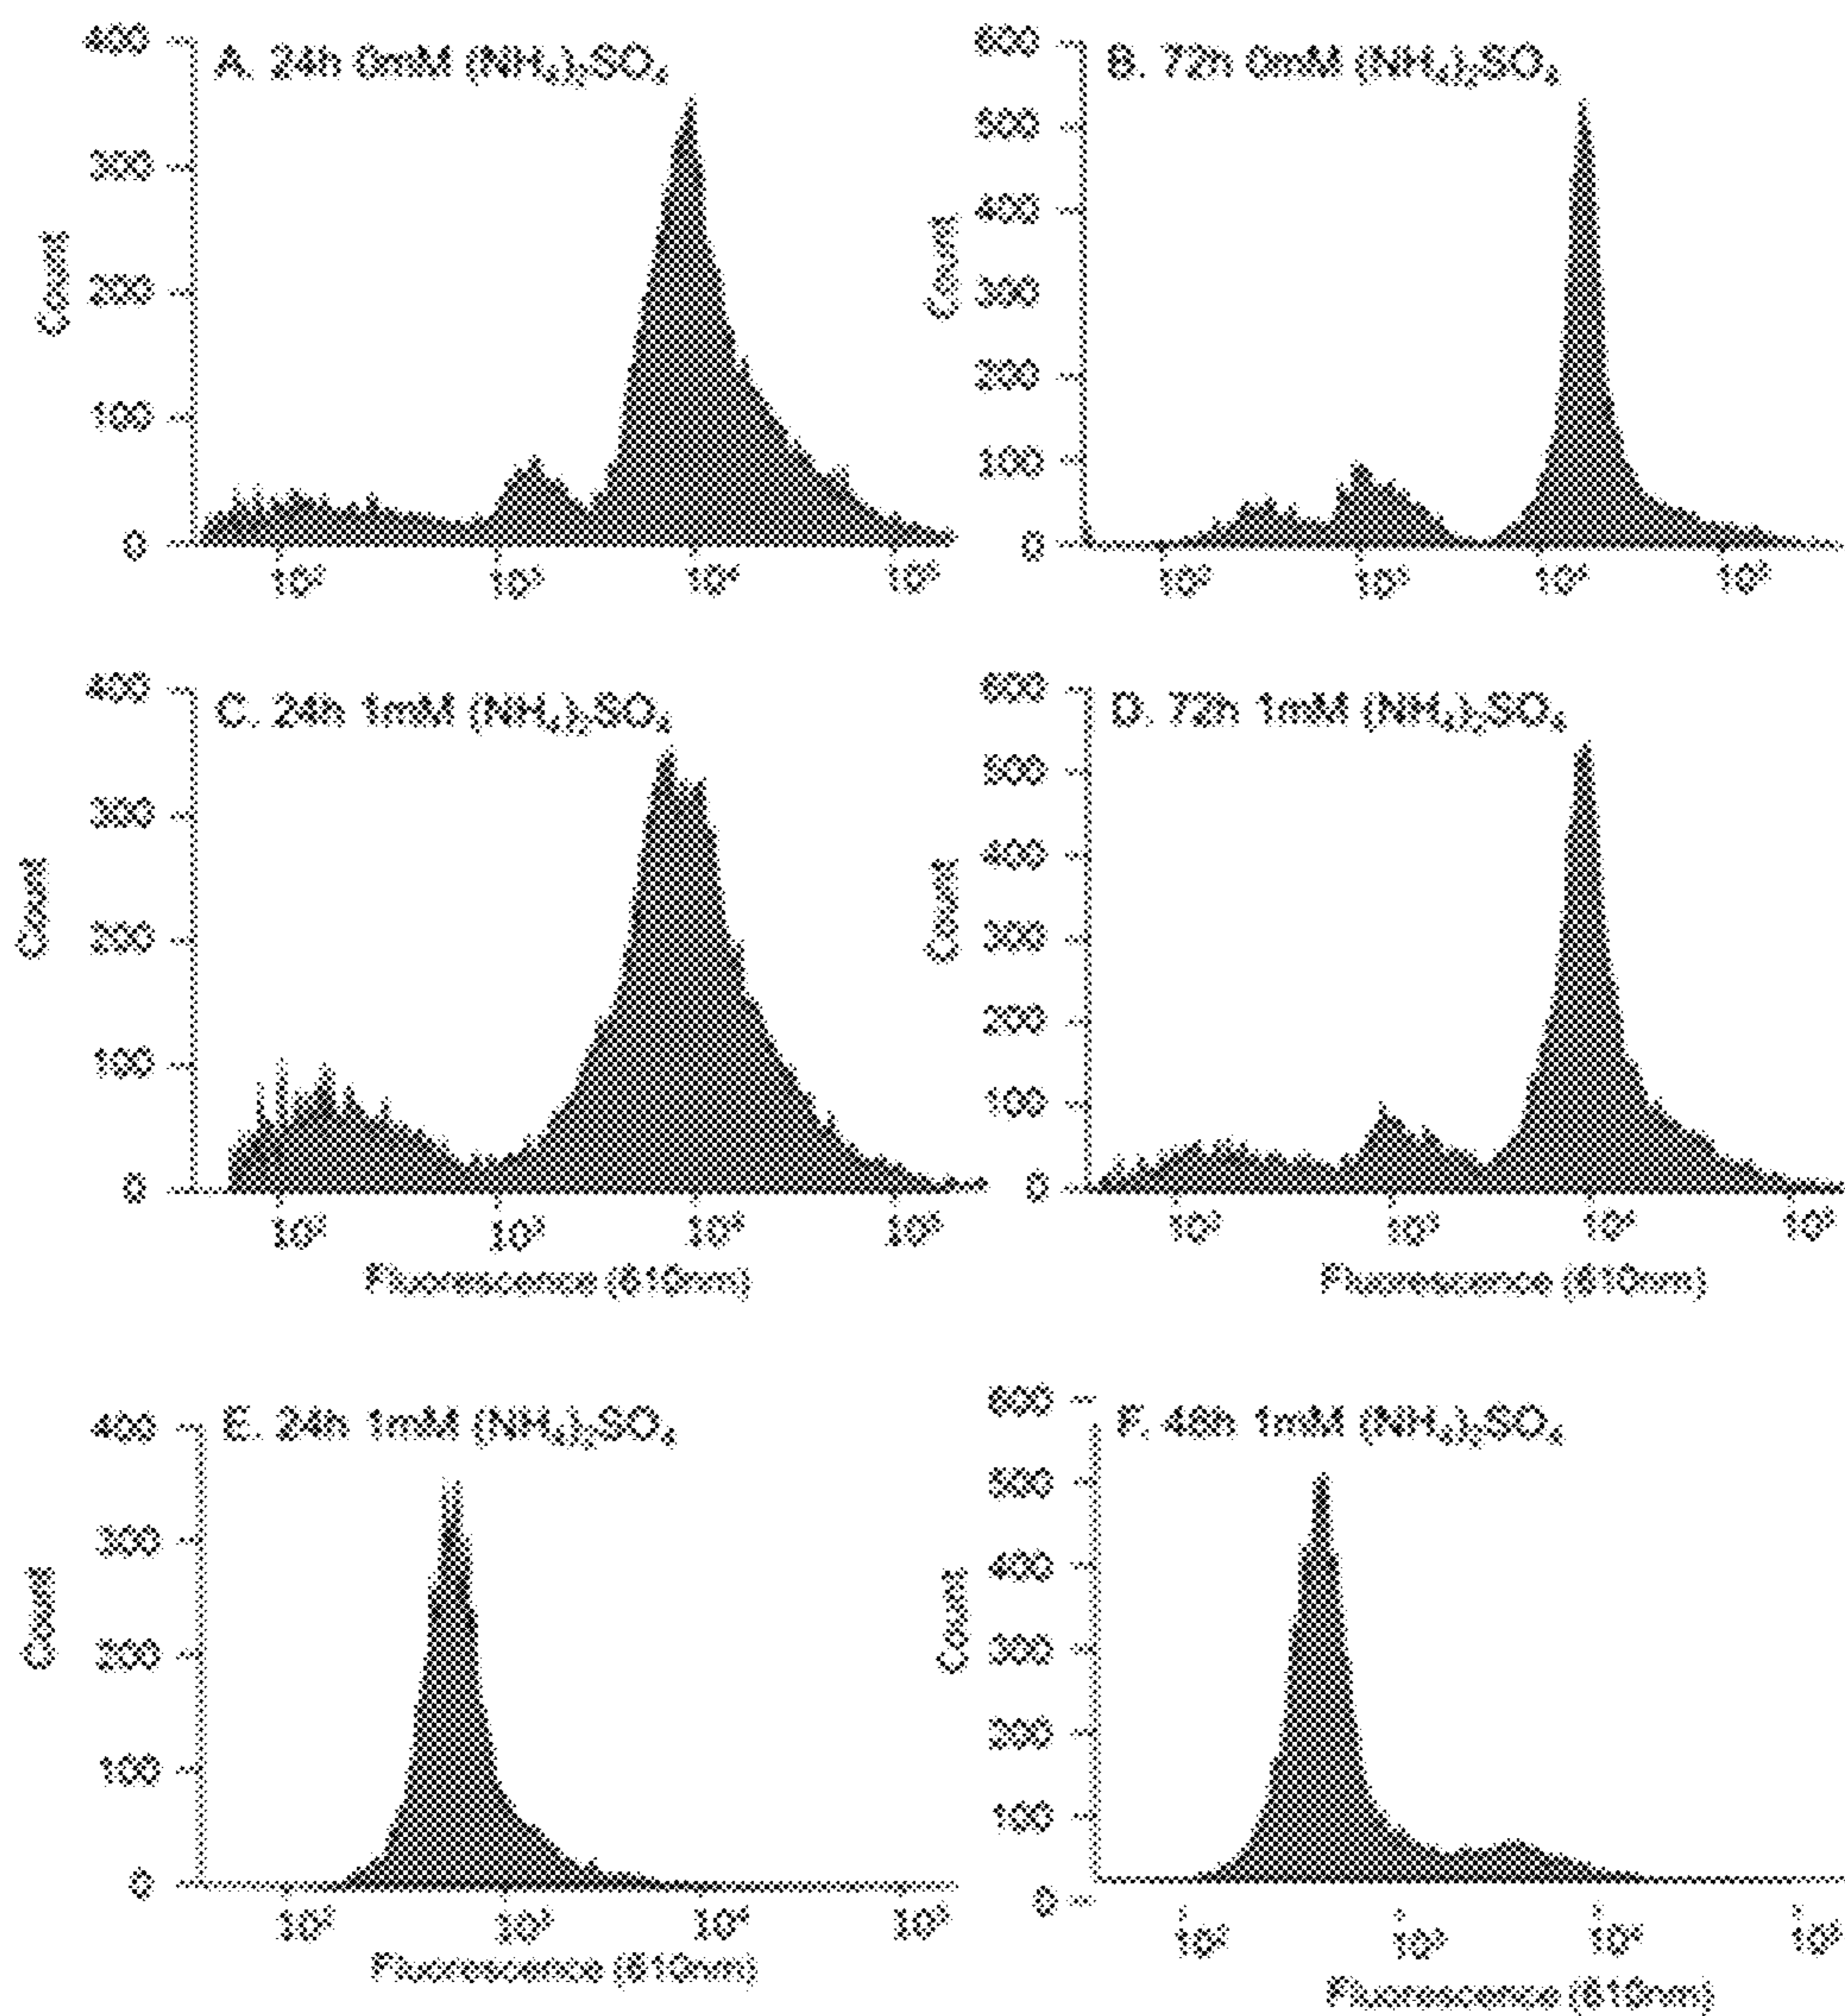 A. 24h 0mM (NH₄)₂SO₄
400
300
200
100
0
Count
10² 10³ 10⁴ 10⁵
B. 72h 0mM (NH₄)₂SO₄
600
500
400
300
200
100
0
Count
10² 10³ 10⁴ 10⁵
C. 24h 1mM (NH₄)₂SO₄
400
300
200
100
0
Count
10² 10³ 10⁴ 10⁵
Fluorescence (610nm)
D. 72h 1mM (NH₄)₂SO₄
600
500
400
300
200
100
0
Count
10² 10³ 10⁴ 10⁵
Fluorescence (610nm)
E. 24h 1mM (NH₄)₂SO₄
400
300
200
100
0
Count
10² 10³ 10⁴ 10⁵
Fluorescence (610nm)
F. 48h 1mM (NH₄)₂SO₄
600
500
400
300
200
100
0
Count
10² 10³ 10⁴ 10⁵
Fluorescence (610nm)